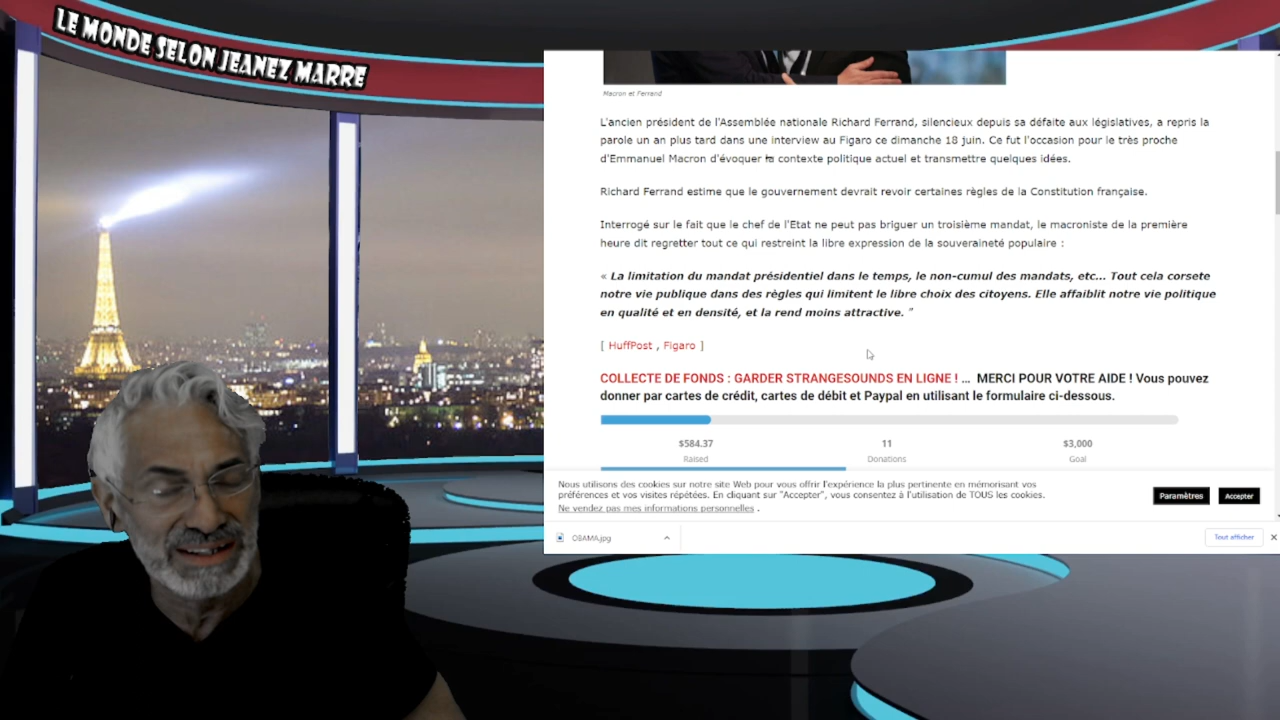 LE MONDE SELON JEANEZ MARRE
Macron et Ferrand
L'ancien président de l'Assemblée nationale Richard Ferrand, silencieux depuis sa défaite aux législatives, a repris la
parole un an plus tard dans une interview au Figaro ce dimanche 18 juin. Ce fut l'occasion pour le très proche
d'Emmanuel Macron d'évoquer contexte politique actuel et transmettre quelques idées.
Richard Ferrand estime que le gouvernement devrait revoir certaines règles de la Constitution française.
Interrogé sur le fait que le chef de l'Etat ne peut pas briguer un troisième mandat, le macroniste de la première
heure dit regretter tout ce qui restreint la libre expression de la souveraineté populaire :
« La limitation du mandat présidentiel dans le temps, le non-cumul des mandats, etc... Tout cela corsete
notre vie publique dans des règles qui limitent le libre choix des citoyens. Elle affaiblit notre vie politique
en qualité et en densité, et la rend moins attractive. "
[ HuffPost , Figaro ]
COLLECTE DE FONDS : GARDER STRANGESOUNDS EN LIGNE ! ... MERCI POUR VOTRE AIDE ! Vous pouvez
donner par cartes de crédit, cartes de débit et Paypal en utilisant le formulaire ci-dessous.
$584.37 11 $3,000
Raised Donations Goal
Nous utilisons des cookies sur notre site Web pour vous offrir l'expérience la plus pertinente en mémorisant vos
préférences et vos visites répétées. En cliquant sur "Accepter", vous consentez à l'utilisation de TOUS les cookies.
Ne vendez pas mes informations personnelles .
Paramètres Accepter
OBAMA.jpg Tout afficher